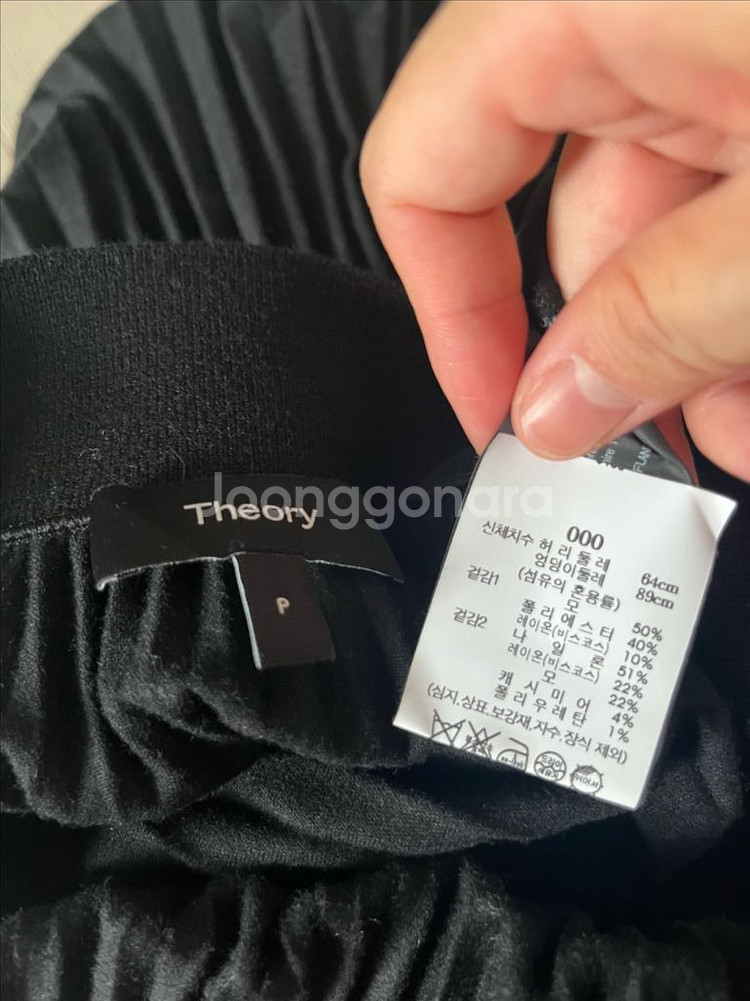 loonggonara
Theory
P
000
신체치수 허 리 둘 레 64cm
엉덩이둘레 89cm
(섬유의 혼용률)
겉감1 모 50%
폴 리 에 스 터 40%
레이온(비스코스) 10%
겉감2 레이온(비스코스) 51%
나 일 론 22%
모 22%
캐 시 미 어 4%
폴 리 우 레 탄 1%
(심지,상표,보강재,자수,장식 제외)
드라이